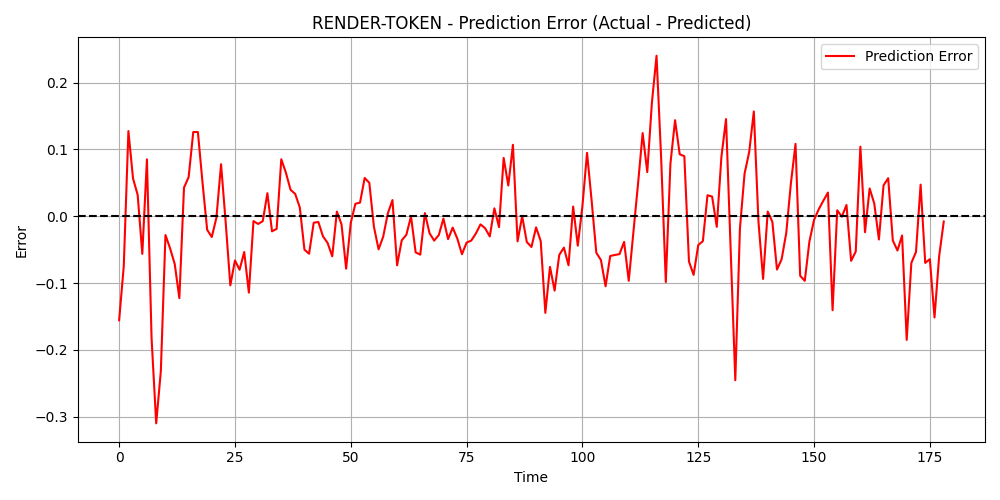 RENDER-TOKEN - Prediction Error (Actual - Predicted)
Prediction Error
Error
0.2
0.1
0.0
−0.1
−0.2
−0.3
0 25 50 75 100 125 150 175
Time